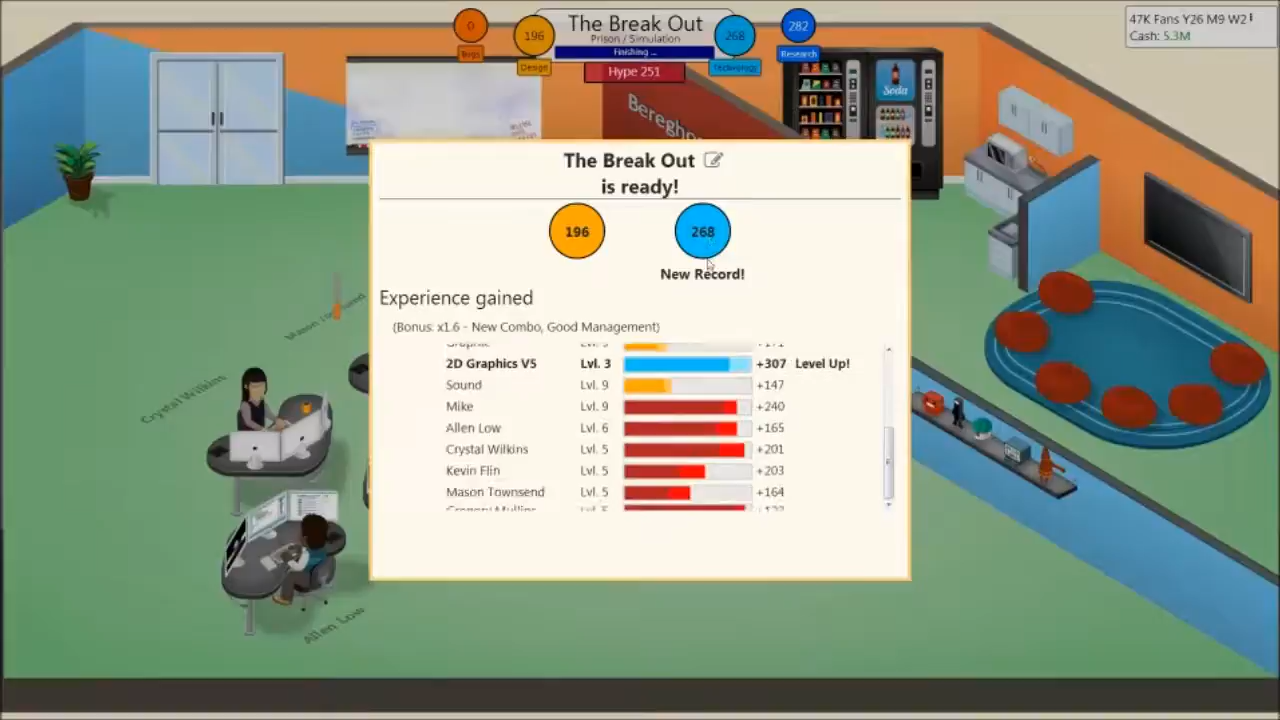 47K Fans Y26 M9 W2
Cash: 5.3M
0
Bugs
196
Design
The Break Out
Prison / Simulation
Finishing ...
Hype 251
268
Technology
282
Research
Soda
The Break Out
is ready!
196
268
New Record!
Experience gained
(Bonus: x1.6 - New Combo, Good Management)
2D Graphics V5 Lvl. 3 +307 Level Up!
Sound Lvl. 9 +147
Mike Lvl. 9 +240
Allen Low Lvl. 6 +165
Crystal Wilkins Lvl. 5 +201
Kevin Flin Lvl. 5 +203
Mason Townsend Lvl. 5 +164
Crystal Wilkins
Allen Low